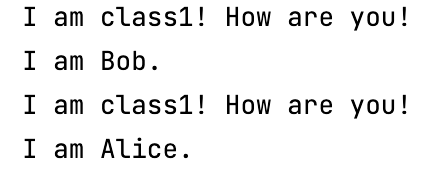 I am class1! How are you!
I am Bob.
I am class1! How are you!
I am Alice.